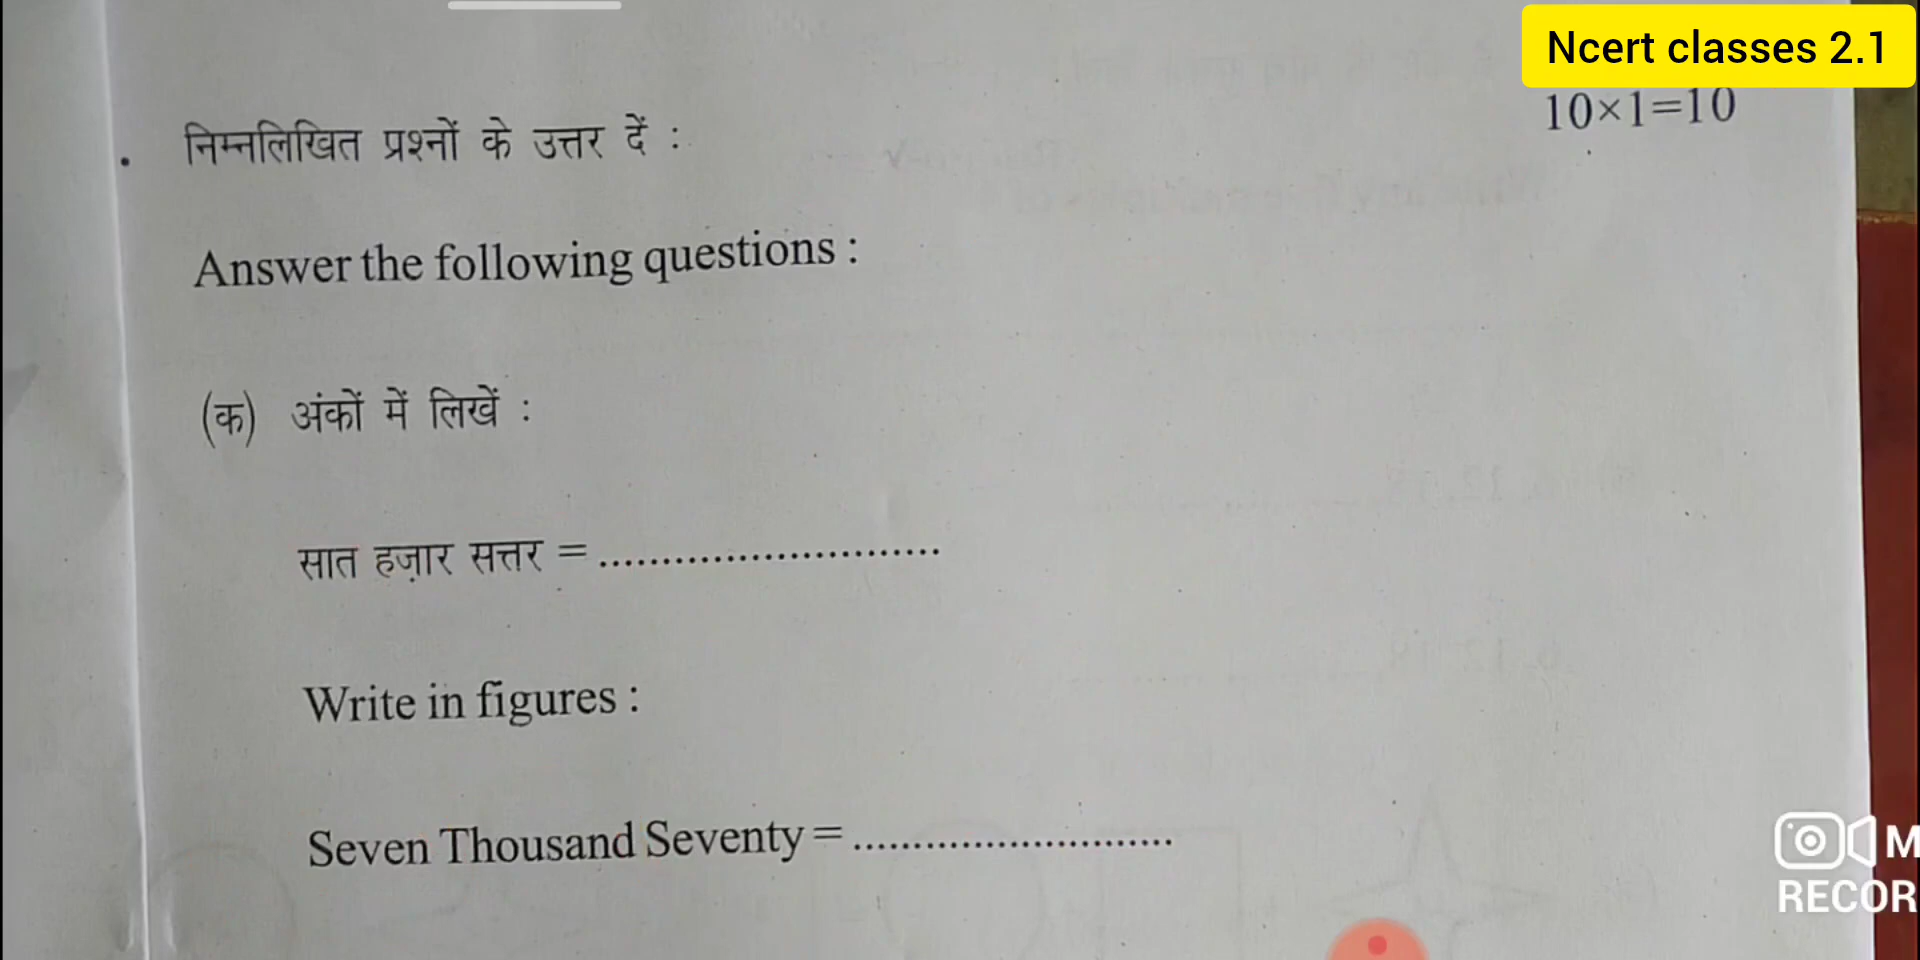 Ncert classes 2.1
10×1=10
. निम्नलिखित प्रश्नों के उत्तर दें :
Answer the following questions :
(क) अंकों में लिखें :
सात हज़ार सत्तर = ...........................
Write in figures :
Seven Thousand Seventy = ...........................
M
RECOR